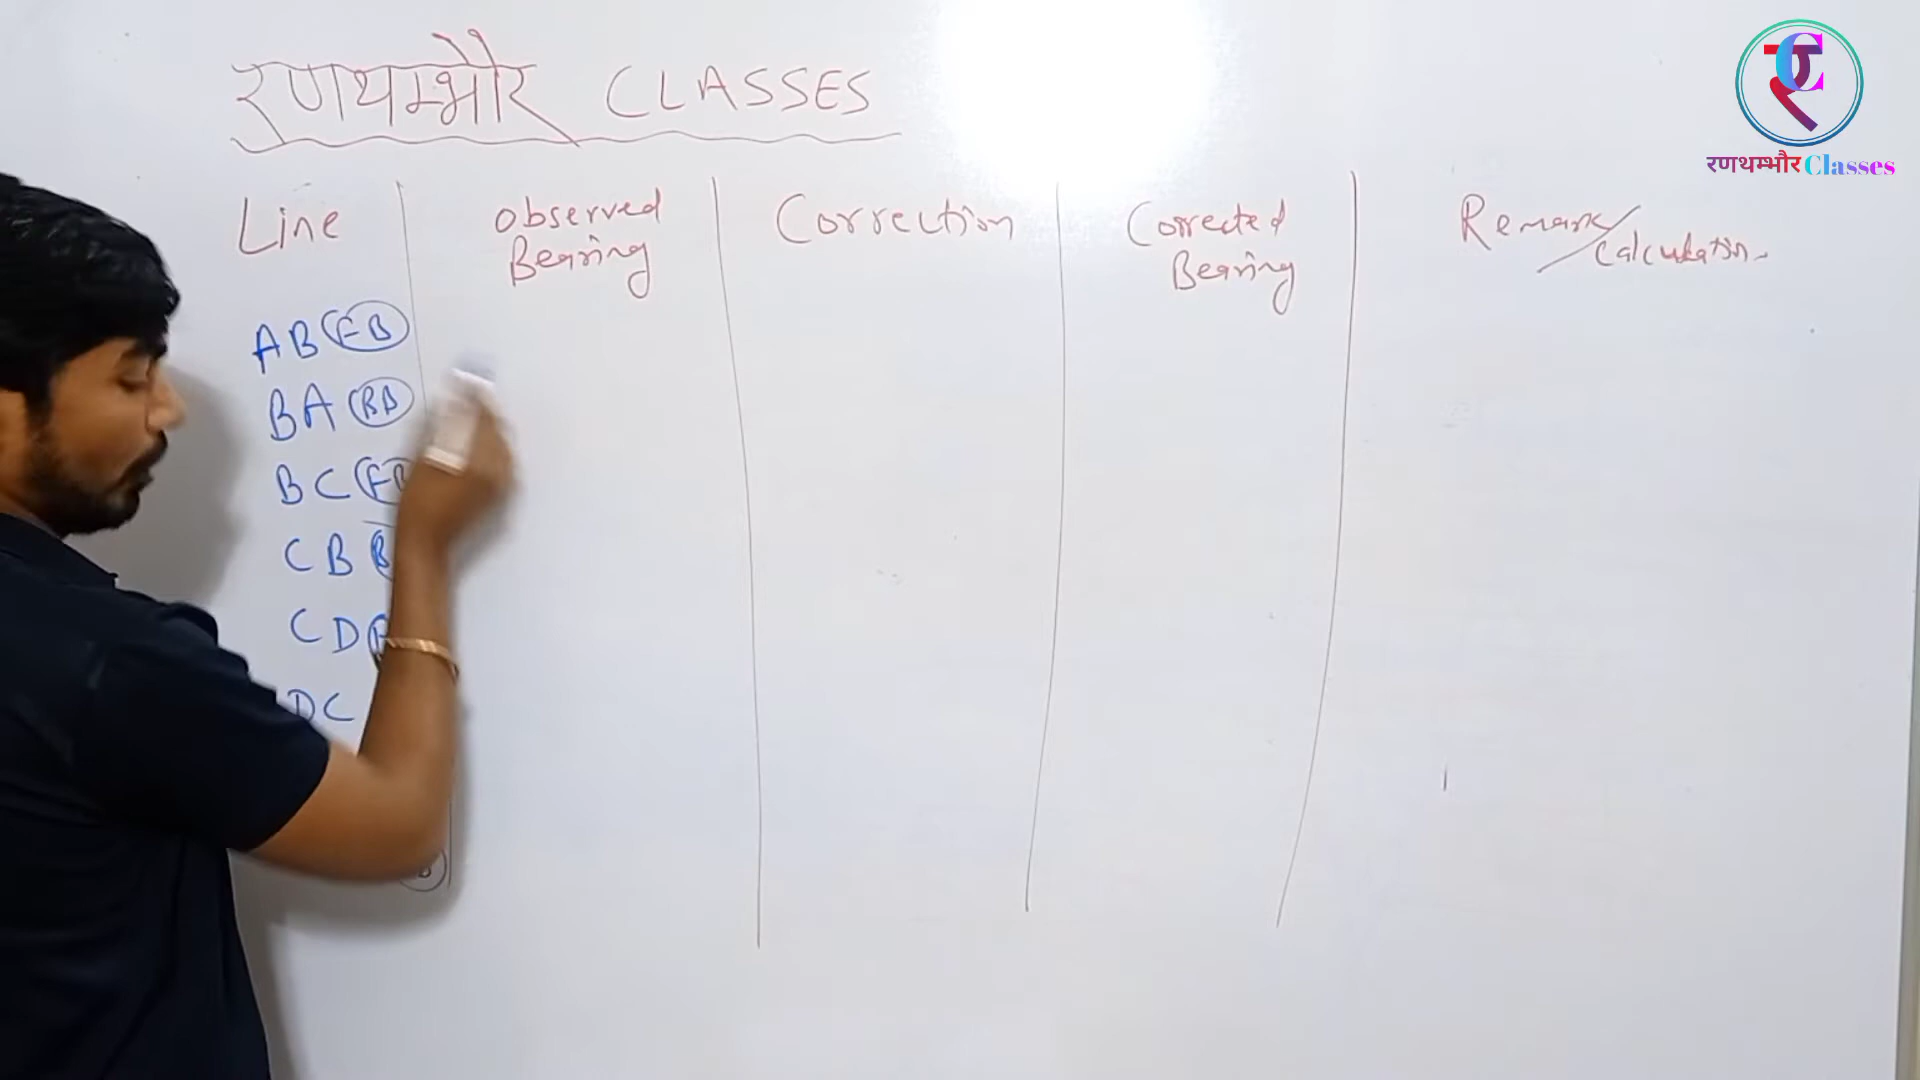 रणथम्भौर CLASSES
रणथम्भौर Classes
Line
Observed
Bearing
Correction
Corrected
Bearing
Remark/
Calculation
AB FB
BA BB
BC FB
CB B
CD
DC